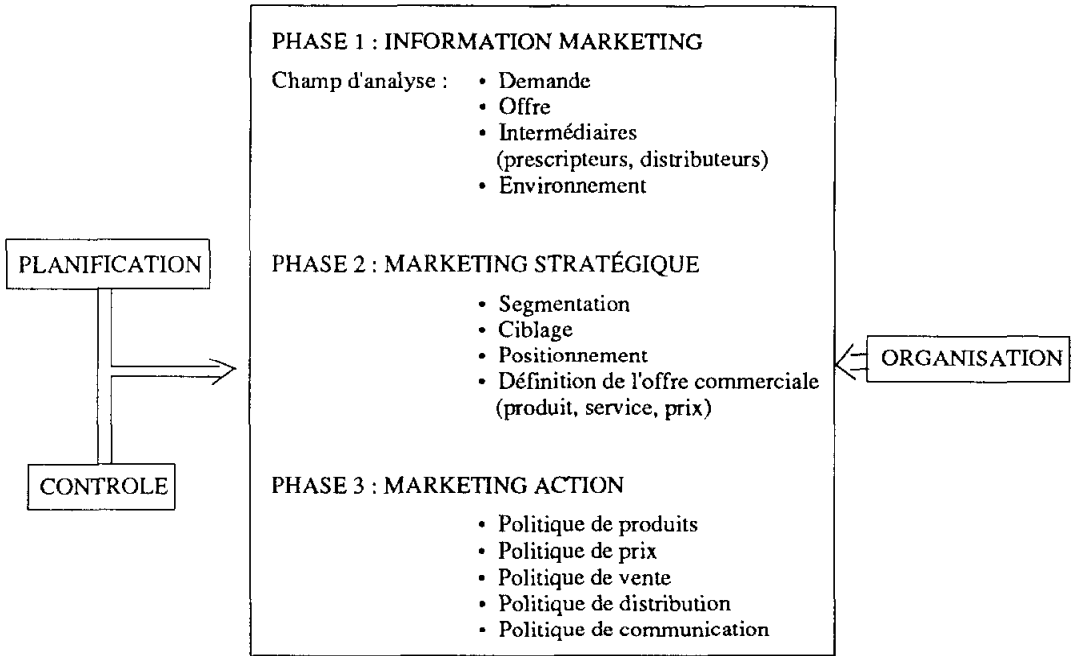 PHASE 1 : INFORMATION MARKETING
Champ d'analyse : • Demande
• Offre
• Intermédiaires
(prescripteurs, distributeurs)
• Environnement
PLANIFICATION
PHASE 2 : MARKETING STRATÉGIQUE
• Segmentation
• Ciblage
• Positionnement
• Définition de l'offre commerciale
(produit, service, prix)
ORGANISATION
CONTROLE
PHASE 3 : MARKETING ACTION
• Politique de produits
• Politique de prix
• Politique de vente
• Politique de distribution
• Politique de communication